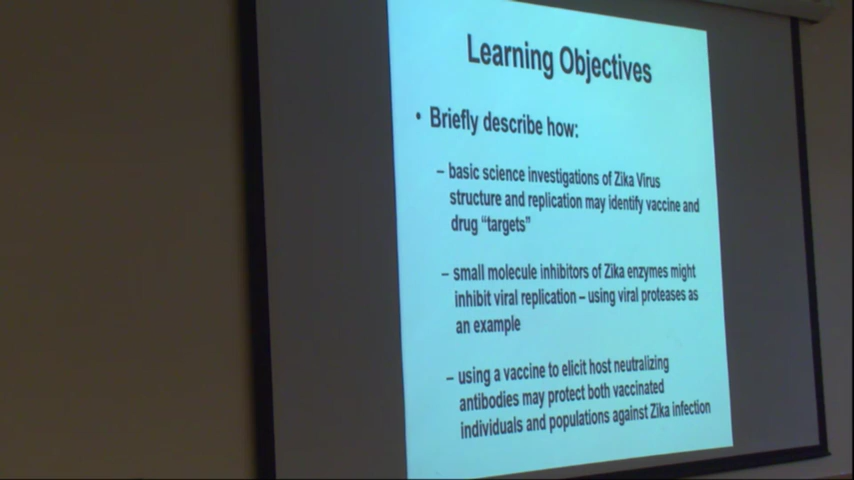 Learning Objectives
• Briefly describe how:
– basic science investigations of Zika Virus
structure and replication may identify vaccine and
drug “targets”
– small molecule inhibitors of Zika enzymes might
inhibit viral replication – using viral proteases as
an example
– using a vaccine to elicit host neutralizing
antibodies may protect both vaccinated
individuals and populations against Zika infection